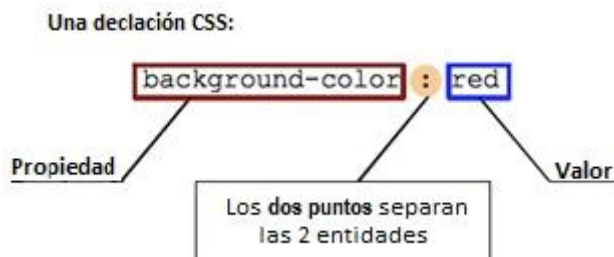 Una declación CSS:
background-color : red
Propiedad
Valor
Los dos puntos separan
las 2 entidades